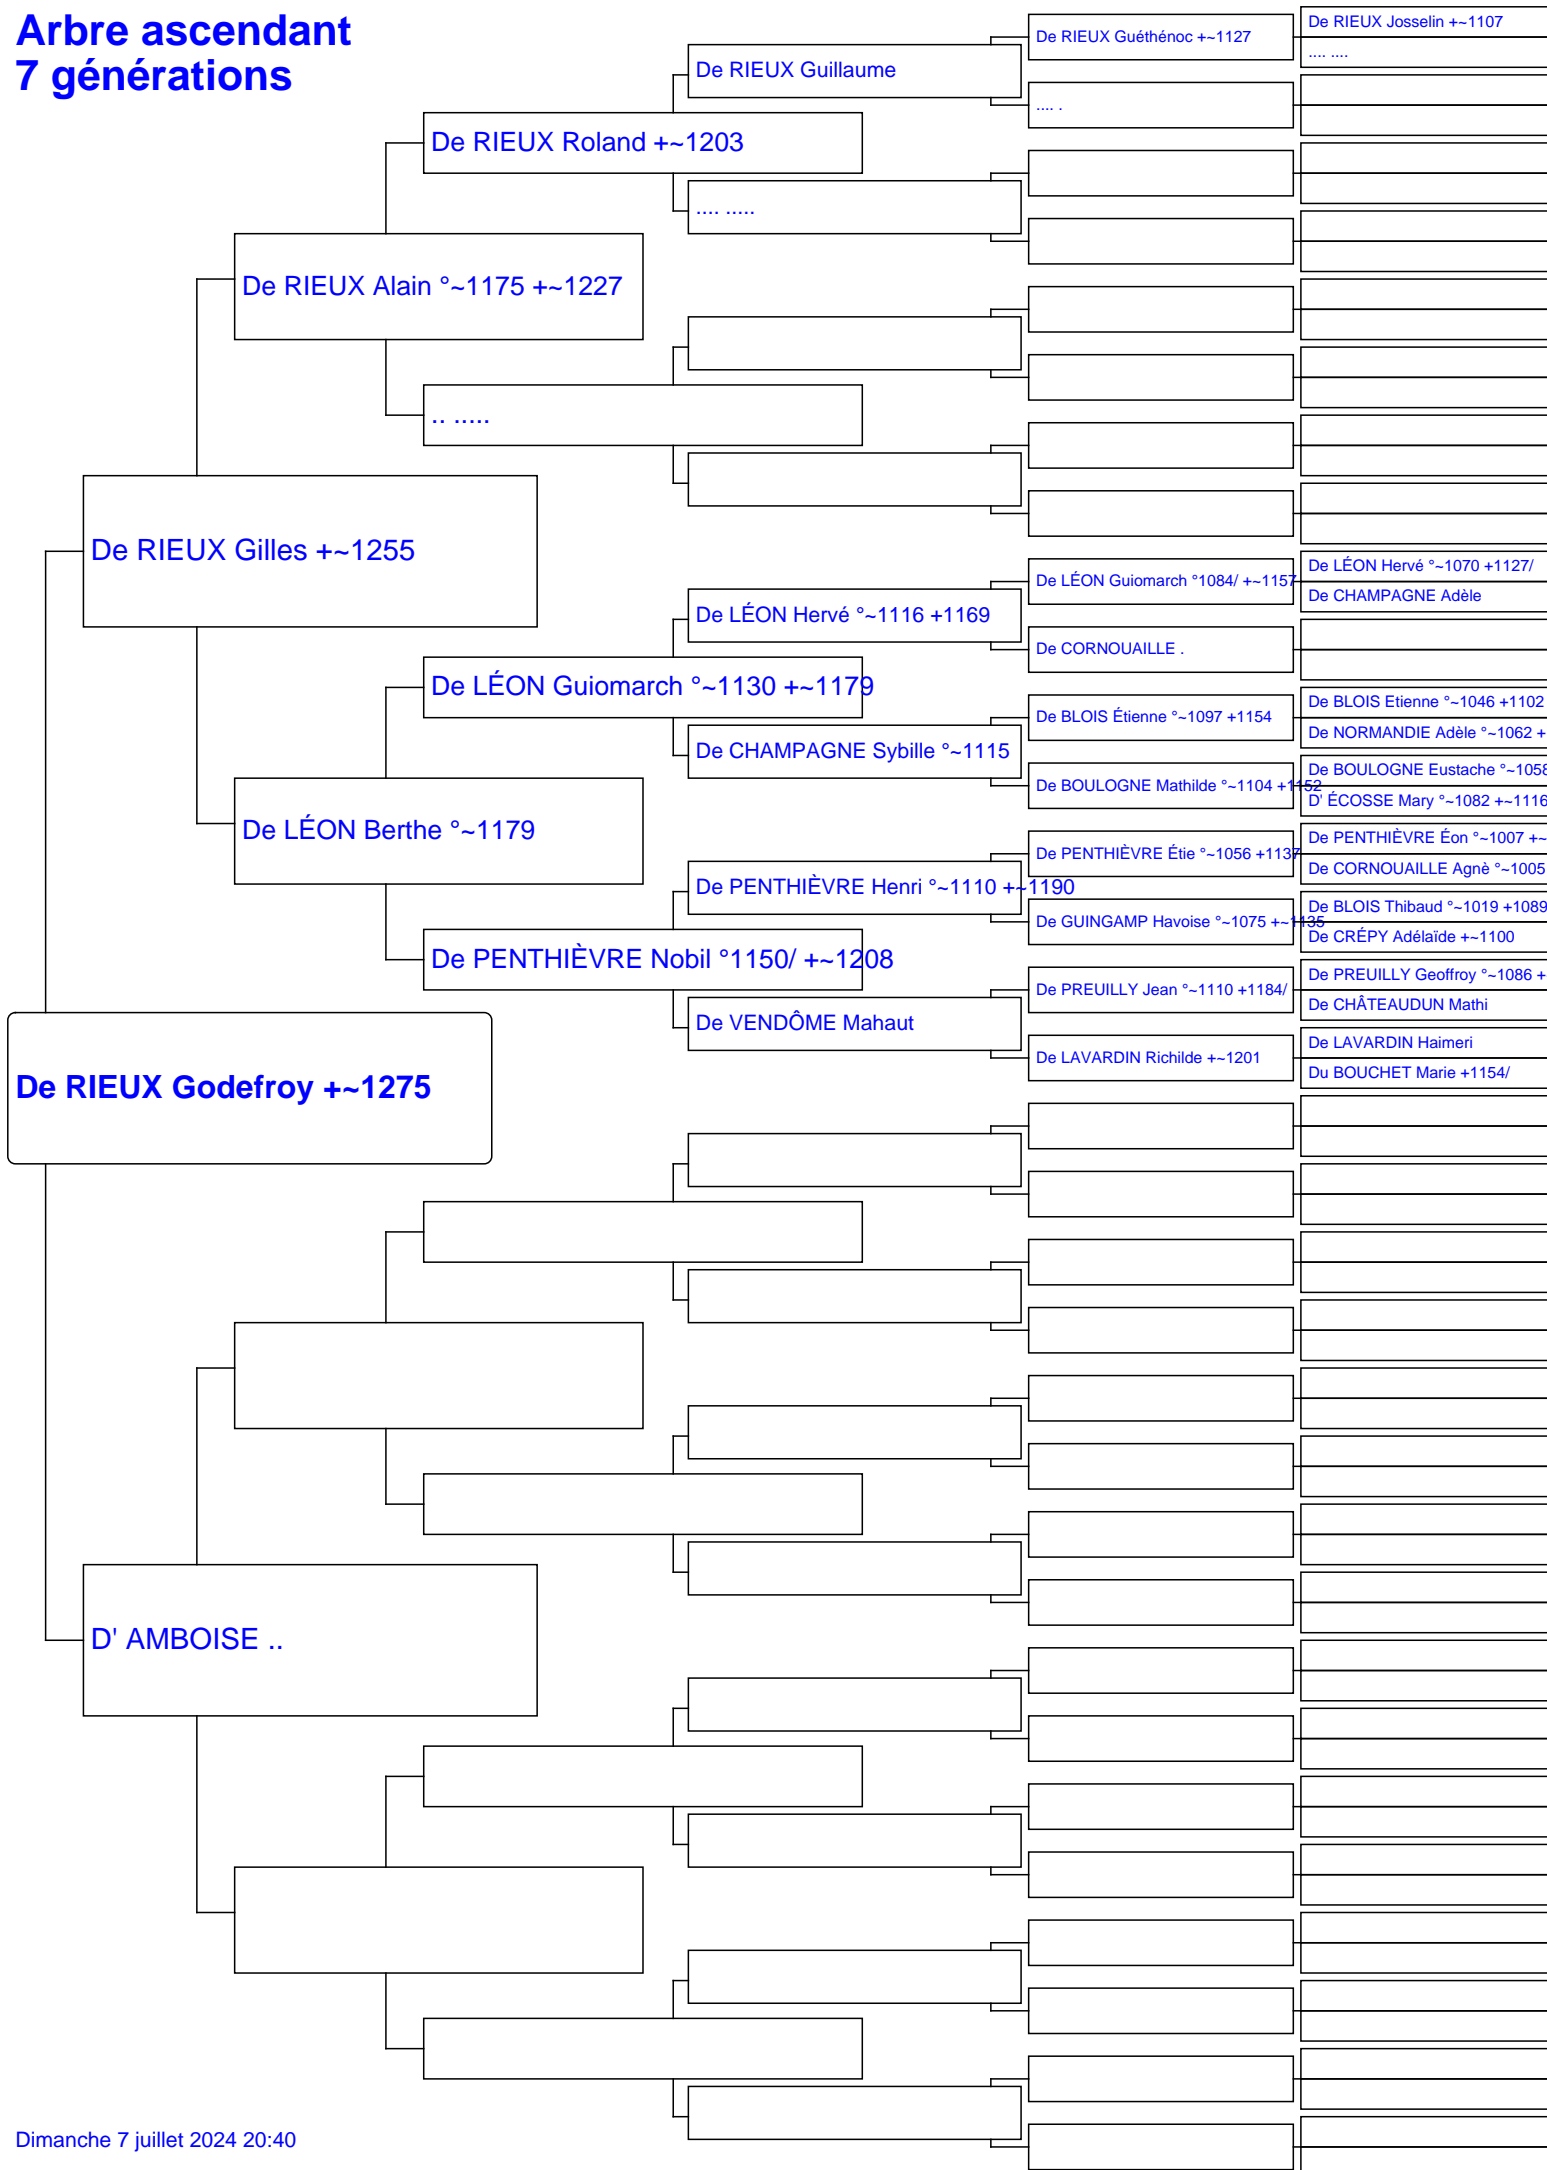 Arbre ascendant
7 générations
De RIEUX Godefroy +~1275
De RIEUX Gilles +~1255
D' AMBOISE ..
De RIEUX Alain °~1175 +~1227
De LÉON Berthe °~1179
De RIEUX Roland +~1203
.. .....
De LÉON Guiomarch °~1130 +~1179
De PENTHIÈVRE Nobil °1150/ +~1208
De RIEUX Guillaume
.... .....
De LÉON Hervé °~1116 +1169
De CHAMPAGNE Sybille °~1115
De PENTHIÈVRE Henri °~1110 +~1190
De VENDÔME Mahaut
De RIEUX Guéthénoc +~1127
.... .
De LÉON Guiomarch °1084/ +~1157
De CORNOUAILLE .
De BLOIS Étienne °~1097 +1154
De BOULOGNE Mathilde °~1104 +1152
De PENTHIÈVRE Étie °~1056 +1137
De GUINGAMP Havoise °~1075 +~1135
De PREUILLY Jean °~1110 +1184/
De LAVARDIN Richilde +~1201
De RIEUX Josselin +~1107
.... ....
De LÉON Hervé °~1070 +1127/
De CHAMPAGNE Adèle
De BLOIS Etienne °~1046 +1102
De NORMANDIE Adèle °~1062 +
De BOULOGNE Eustache °~1058
D' ÉCOSSE Mary °~1082 +~1116
De PENTHIÈVRE Éon °~1007 +~
De CORNOUAILLE Agnè °~1005
De BLOIS Thibaud °~1019 +1089
De CRÉPY Adélaïde +~1100
De PREUILLY Geoffroy °~1086 +
De CHÂTEAUDUN Mathi
De LAVARDIN Haimeri
Du BOUCHET Marie +1154/
Dimanche 7 juillet 2024 20:40